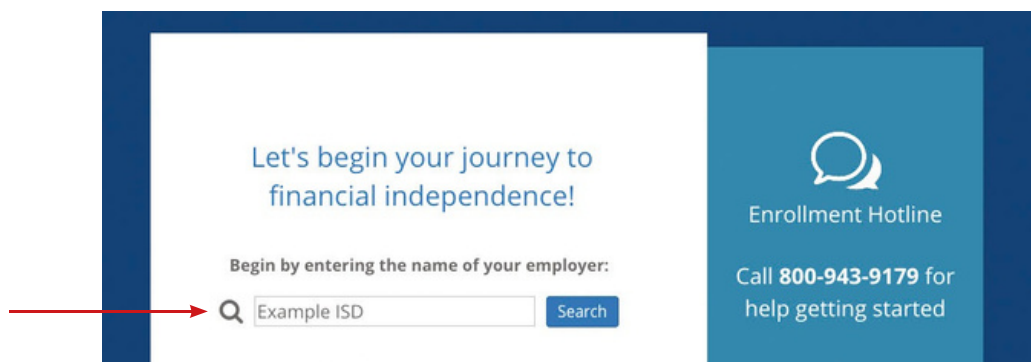 Let's begin your journey to
financial independence!
Begin by entering the name of your employer:
Example ISD
Search
Enrollment Hotline
Call 800-943-9179 for
help getting started